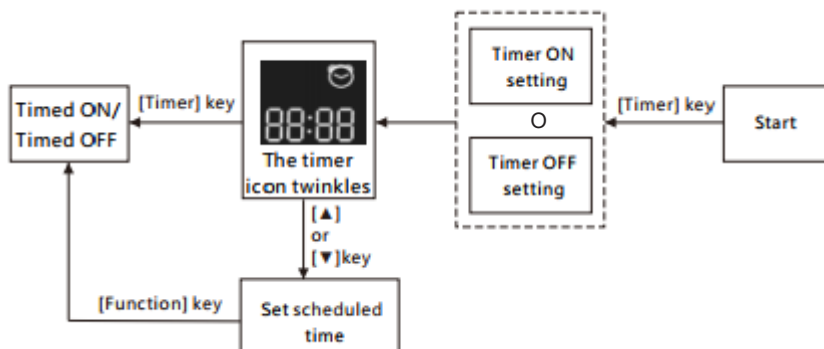 Timed ON/
Timed OFF
[Timer] key
88:88
The timer
icon twinkles
Timer ON
setting
O
Timer OFF
setting
[Timer] key
Start
[▲]
or
[▼]key
[Function] key
Set scheduled
time